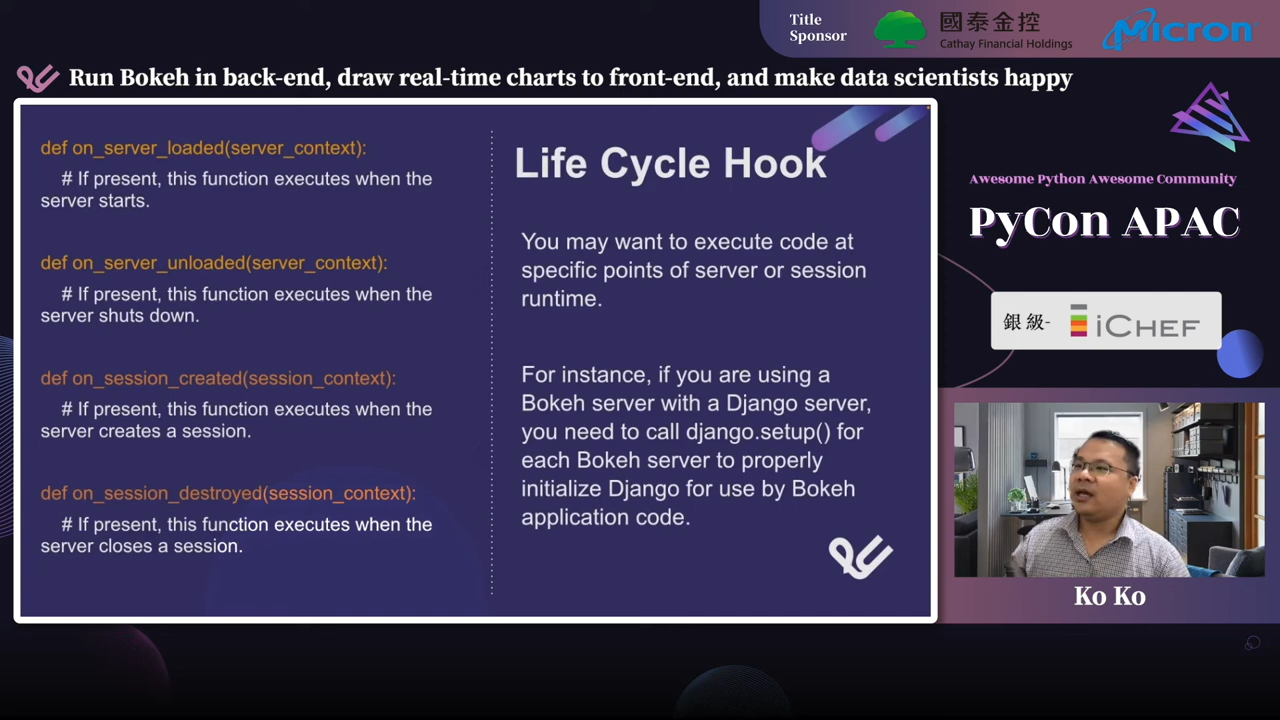 Title
Sponsor
國泰金控
Cathay Financial Holdings
Micron
Run Bokeh in back-end, draw real-time charts to front-end, and make data scientists happy
def on_server_loaded(server_context):
# If present, this function executes when the
server starts.
def on_server_unloaded(server_context):
# If present, this function executes when the
server shuts down.
def on_session_created(session_context):
# If present, this function executes when the
server creates a session.
def on_session_destroyed(session_context):
# If present, this function executes when the
server closes a session.
Life Cycle Hook
You may want to execute code at
specific points of server or session
runtime.
For instance, if you are using a
Bokeh server with a Django server,
you need to call django.setup() for
each Bokeh server to properly
initialize Django for use by Bokeh
application code.
Awesome Python Awesome Community
PyCon APAC
銀級-
iCHEF
Ko Ko